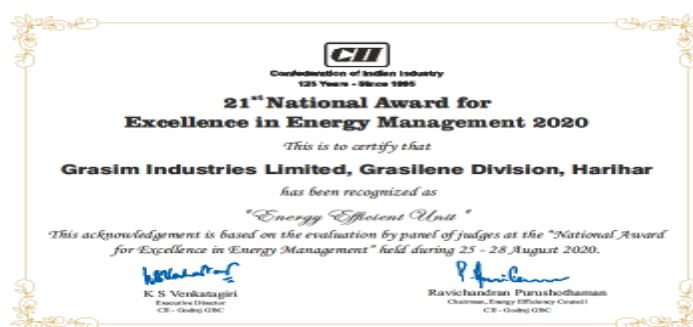 CII
Confederation of Indian Industry
125 Years - Since 1895
21st National Award for
Excellence in Energy Management 2020
This is to certify that
Grasim Industries Limited, Grasilene Division, Harihar
has been recognized as
"Energy Efficient Unit"
This acknowledgement is based on the evaluation by panel of judges at the "National Award
for Excellence in Energy Management" held during 25 - 28 August 2020.
K S Venkatagiri
Executive Director
CII - Godrej GBC
Ravichandran Purushothaman
Chairman, Energy Efficiency Council
CII - Godrej GBC